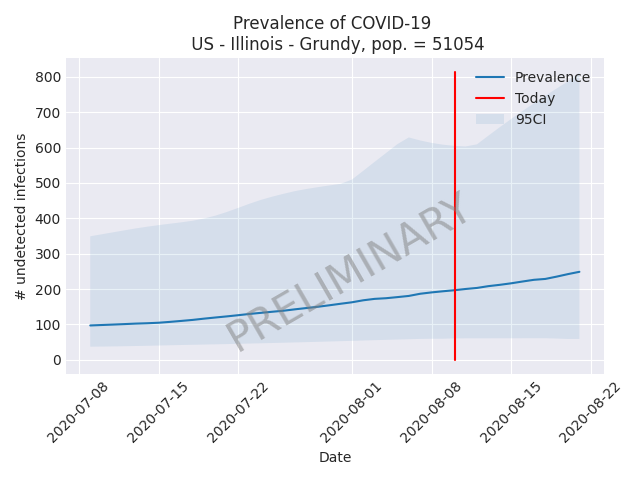 Prevalence of COVID-19
US - Illinois - Grundy, pop. = 51054
# undetected infections
800
700
600
500
400
300
200
100
0
Prevalence
Today
95CI
PRELIMINARY
2020-07-08
2020-07-15
2020-07-22
2020-08-01
2020-08-08
2020-08-15
2020-08-22
Date